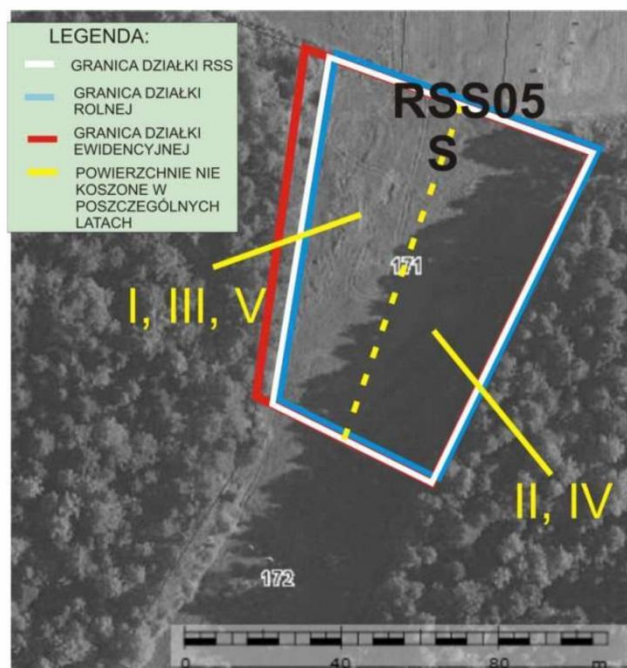 LEGENDA:
GRANICA DZIAŁKI RSS
GRANICA DZIAŁKI
ROLNEJ
GRANICA DZIAŁKI
EWIDENCYJNEJ
POWIERZCHNIE NIE
KOSZONE W
POSZCZEGÓLNYCH
LATACH
RSS05
S
171
I, III, V
II, IV
172
0
40
80
m